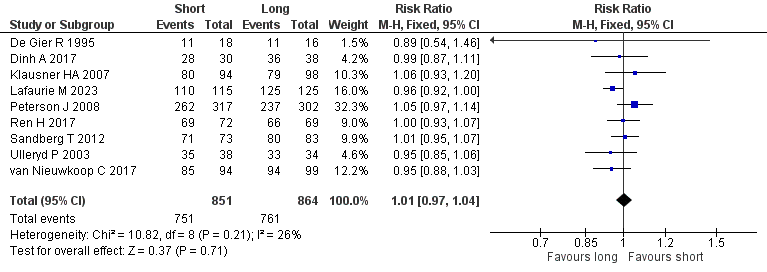 Short Long Risk Ratio Risk Ratio
Study or Subgroup Events Total Events Total Weight M-H, Fixed, 95% CI M-H, Fixed, 95% CI
De Gier R 1995 11 18 11 16 1.5% 0.89 [0.54, 1.46]
Dinh A 2017 28 30 36 38 4.2% 0.99 [0.87, 1.11]
Klausner HA 2007 80 94 79 98 10.3% 1.06 [0.93, 1.20]
Lafaurie M 2023 110 115 125 125 16.0% 0.96 [0.92, 1.00]
Peterson J 2008 262 317 237 302 32.3% 1.05 [0.97, 1.14]
Ren H 2017 69 72 66 69 9.0% 1.00 [0.93, 1.07]
Sandberg T 2012 71 73 80 83 10.0% 1.01 [0.95, 1.07]
Ulleryd P 2003 35 38 33 34 4.6% 0.95 [0.85, 1.06]
van Nieuwkoop C 2017 85 94 94 99 12.2% 0.95 [0.88, 1.03]
Total (95% CI) 851 864 100.0% 1.01 [0.97, 1.04]
Total events 751 761
Heterogeneity: Chi² = 10.82, df = 8 (P = 0.21); I² = 26%
Test for overall effect: Z = 0.37 (P = 0.71)
0.7 0.85 1 1.2 1.5
Favours long Favours short